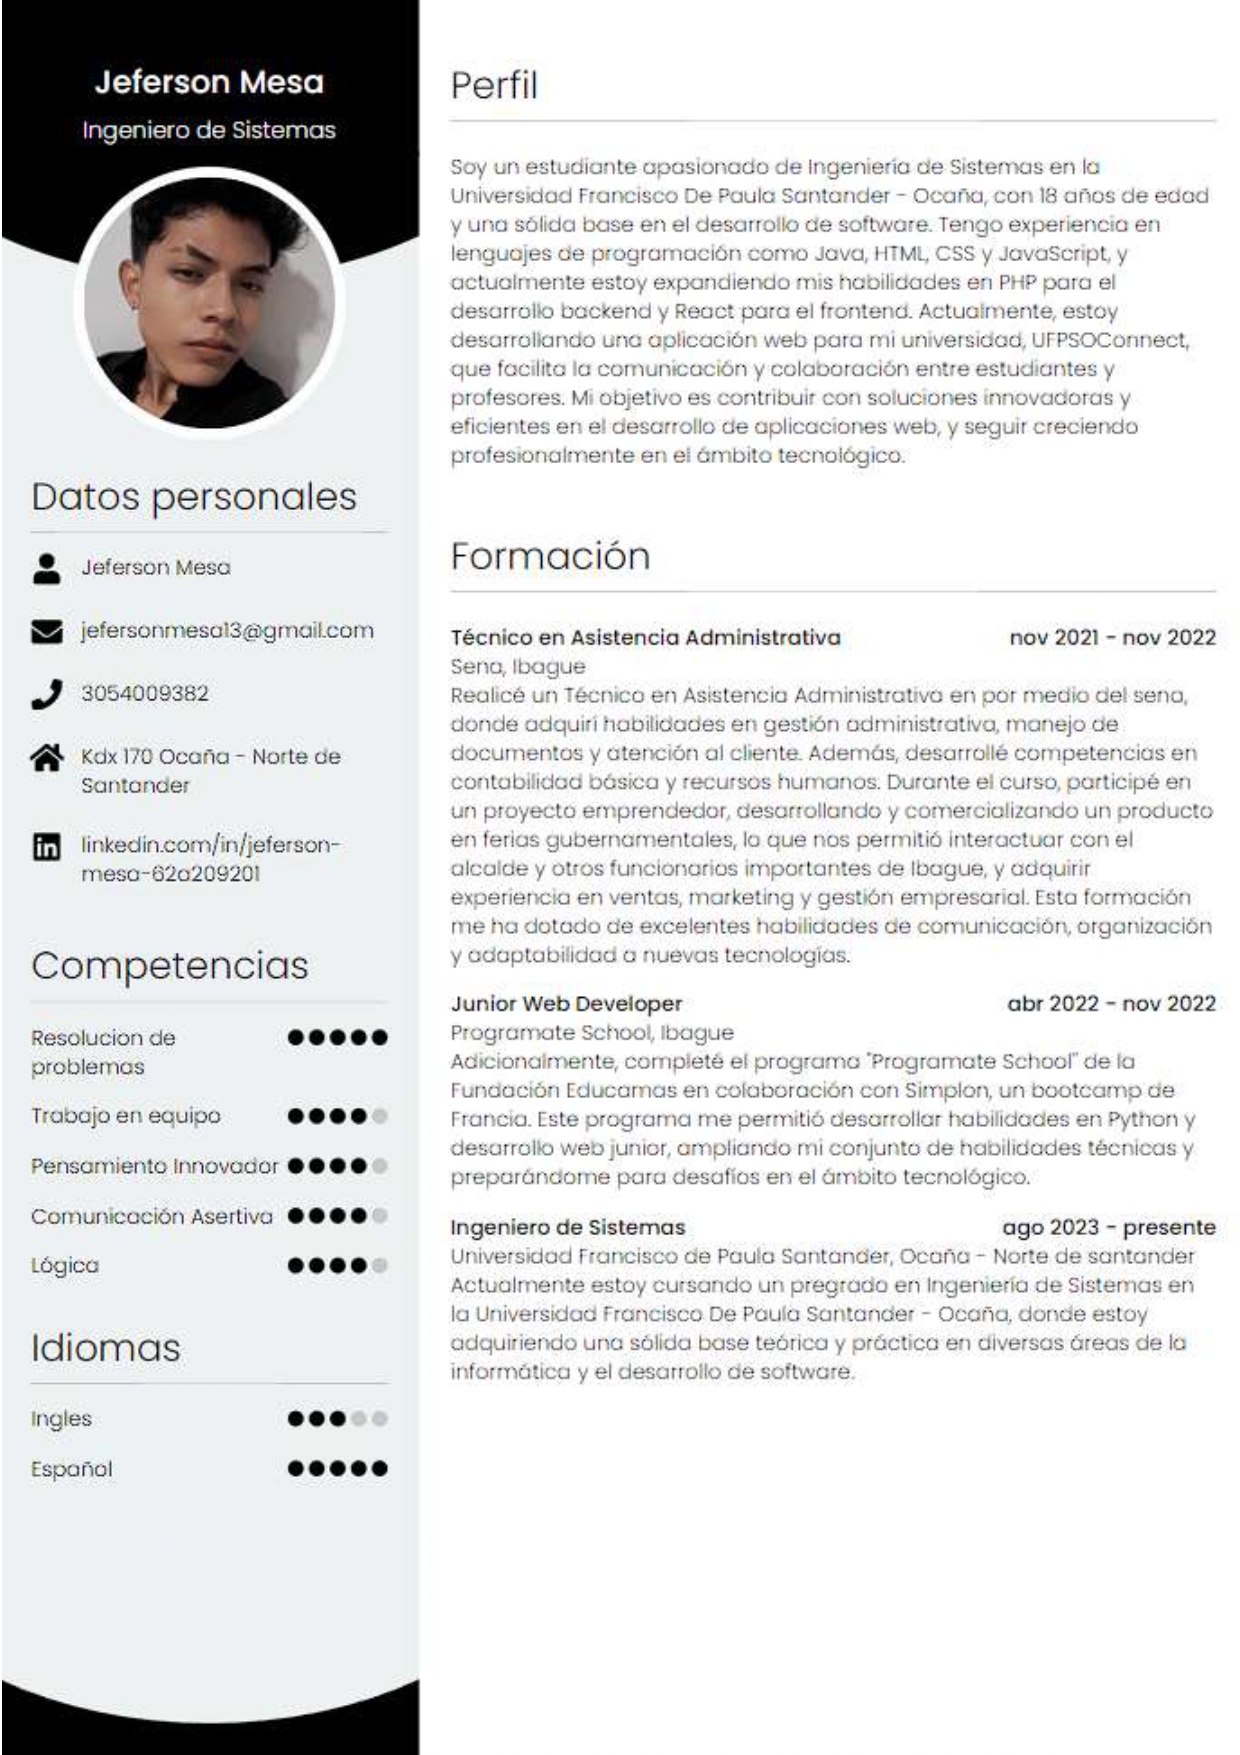 Jeferson Mesa
Ingeniero de Sistemas
Datos personales
Jeferson Mesa
jefersonmesa13@gmail.com
3054009382
Kdx 170 Ocaña - Norte de
Santander
linkedin.com/in/jeferson-
mesa-62a209201
Competencias
Resolucion de
problemas
Trabajo en equipo
Pensamiento Innovador
Comunicación Asertiva
Lógica
Idiomas
Ingles
Español
Perfil
Soy un estudiante apasionado de Ingeniería de Sistemas en la
Universidad Francisco De Paula Santander - Ocaña, con 18 años de edad
y una sólida base en el desarrollo de software. Tengo experiencia en
lenguajes de programación como Java, HTML, CSS y JavaScript, y
actualmente estoy expandiendo mis habilidades en PHP para el
desarrollo backend y React para el frontend. Actualmente, estoy
desarrollando una aplicación web para mi universidad, UFPSOConnect,
que facilita la comunicación y colaboración entre estudiantes y
profesores. Mi objetivo es contribuir con soluciones innovadoras y
eficientes en el desarrollo de aplicaciones web, y seguir creciendo
profesionalmente en el ámbito tecnológico.
Formación
Técnico en Asistencia Administrativa nov 2021 - nov 2022
Sena, Ibague
Realicé un Técnico en Asistencia Administrativa en por medio del sena,
donde adquirí habilidades en gestión administrativa, manejo de
documentos y atención al cliente. Además, desarrollé competencias en
contabilidad básica y recursos humanos. Durante el curso, participé en
un proyecto emprendedor, desarrollando y comercializando un producto
en ferias gubernamentales, lo que nos permitió interactuar con el
alcalde y otros funcionarios importantes de Ibague, y adquirir
experiencia en ventas, marketing y gestión empresarial. Esta formación
me ha dotado de excelentes habilidades de comunicación, organización
y adaptabilidad a nuevas tecnologías.
Junior Web Developer abr 2022 - nov 2022
Programate School, Ibague
Adicionalmente, completé el programa "Programate School" de la
Fundación Educamas en colaboración con Simplon, un bootcamp de
Francia. Este programa me permitió desarrollar habilidades en Python y
desarrollo web junior, ampliando mi conjunto de habilidades técnicas y
preparándome para desafíos en el ámbito tecnológico.
Ingeniero de Sistemas ago 2023 - presente
Universidad Francisco de Paula Santander, Ocaña - Norte de santander
Actualmente estoy cursando un pregrado en Ingeniería de Sistemas en
la Universidad Francisco De Paula Santander - Ocaña, donde estoy
adquiriendo una sólida base teórica y práctica en diversas áreas de la
informática y el desarrollo de software.